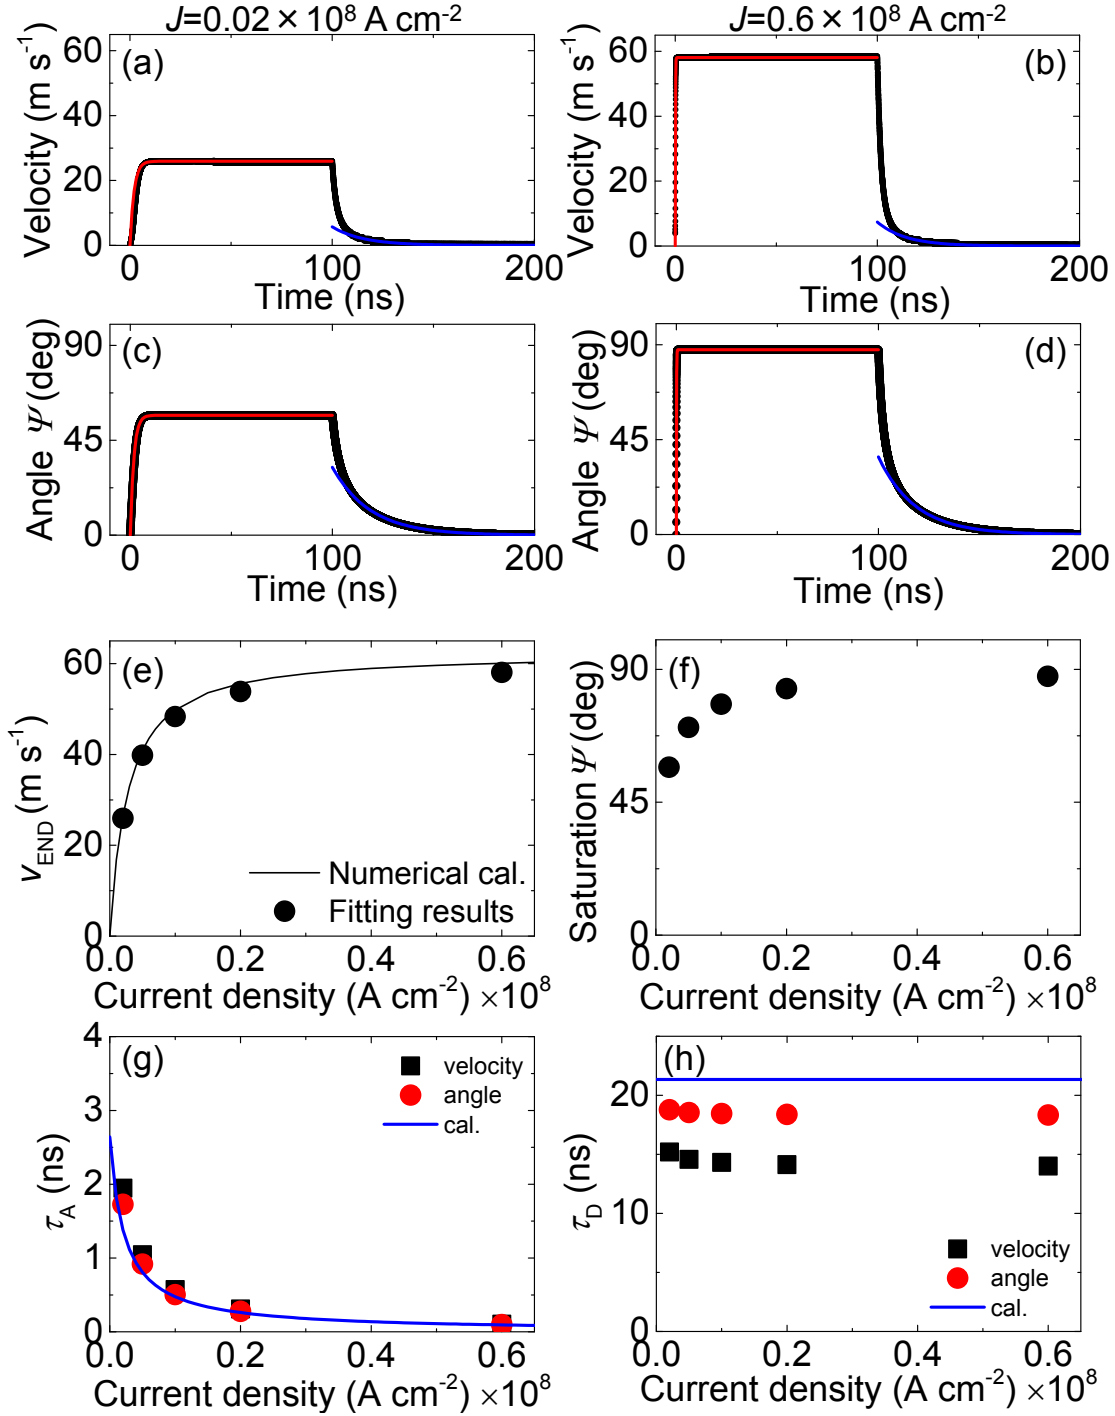 J=0.02×10⁸ A cm⁻²
J=0.6×10⁸ A cm⁻²
(a)
Velocity (m s⁻¹)
60
40
20
0
0 100 200
Time (ns)
(b)
Velocity (m s⁻¹)
60
40
20
0
0 100 200
Time (ns)
(c)
Angle Ψ (deg)
90
45
0
0 100 200
Time (ns)
(d)
Angle Ψ (deg)
90
45
0
0 100 200
Time (ns)
(e)
v_END (m s⁻¹)
60
40
20
0
Numerical cal.
Fitting results
0.0 0.2 0.4 0.6
Current density (A cm⁻²) ×10⁸
(f)
Saturation Ψ (deg)
90
45
0
0.0 0.2 0.4 0.6
Current density (A cm⁻²) ×10⁸
(g)
τ_A (ns)
4
3
2
1
0
velocity
angle
cal.
0.0 0.2 0.4 0.6
Current density (A cm⁻²) ×10⁸
(h)
τ_D (ns)
20
10
0
velocity
angle
cal.
0.0 0.2 0.4 0.6
Current density (A cm⁻²) ×10⁸